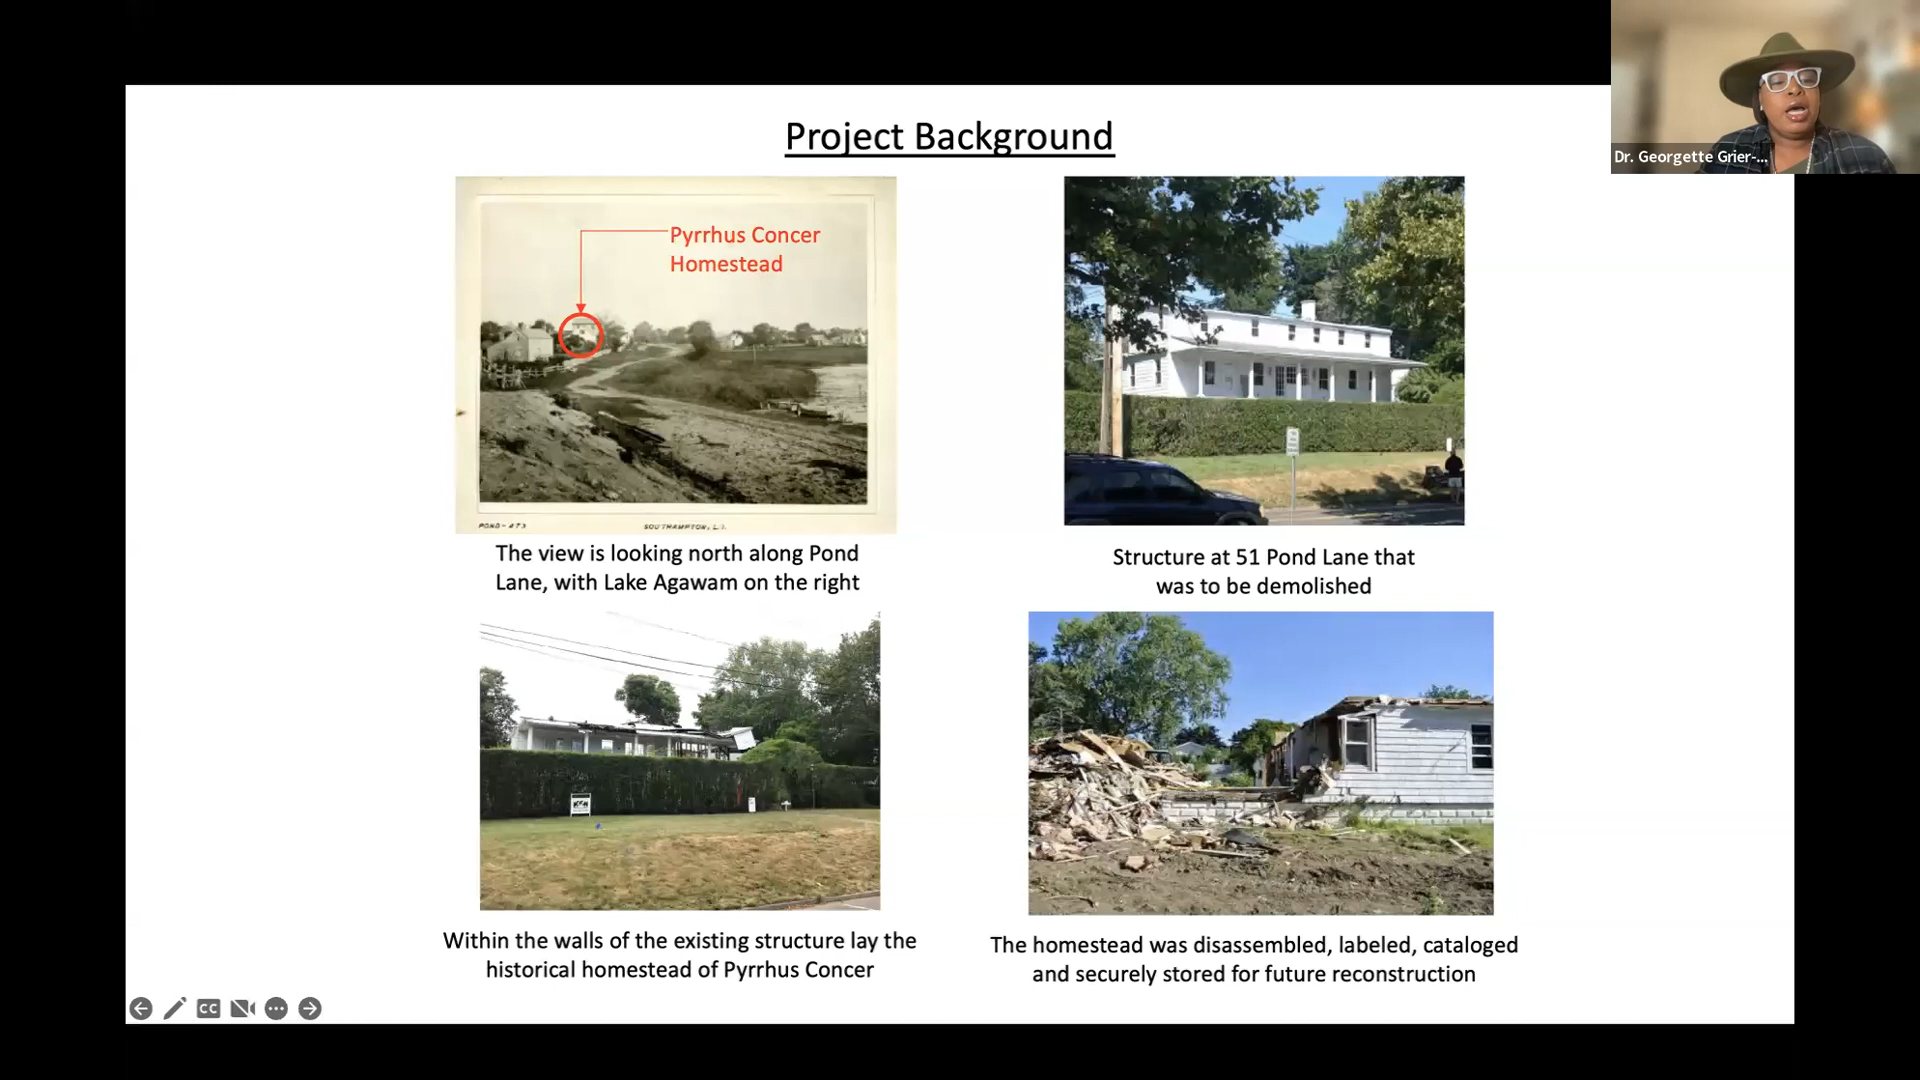 Project Background
Dr. Georgette Grier-...
Pyrrhus Concer
Homestead
POND - 473
SOUTHAMPTON, L.I.
The view is looking north along Pond
Lane, with Lake Agawam on the right
Structure at 51 Pond Lane that
was to be demolished
Within the walls of the existing structure lay the
historical homestead of Pyrrhus Concer
The homestead was disassembled, labeled, cataloged
and securely stored for future reconstruction
CC